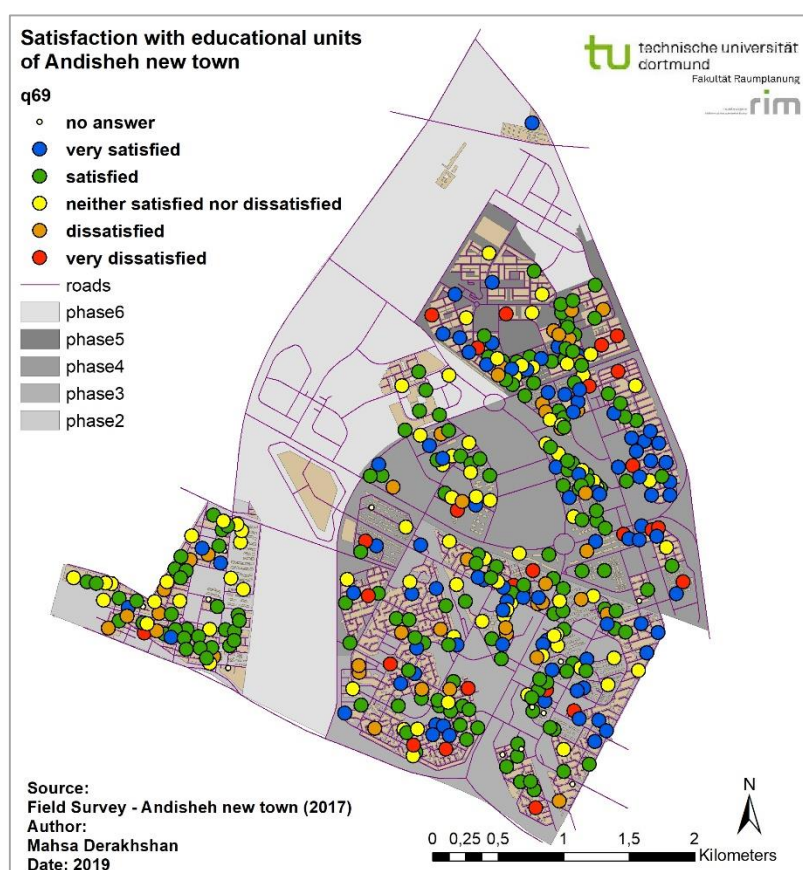 Satisfaction with educational units
of Andisheh new town
q69
no answer
very satisfied
satisfied
neither satisfied nor dissatisfied
dissatisfied
very dissatisfied
roads
phase6
phase5
phase4
phase3
phase2
tu technische universität
dortmund
Fakultät Raumplanung
rim
Source:
Field Survey - Andisheh new town (2017)
Author:
Mahsa Derakhshan
Date: 2019
N
0 0,25 0,5 1 1,5 2
Kilometers